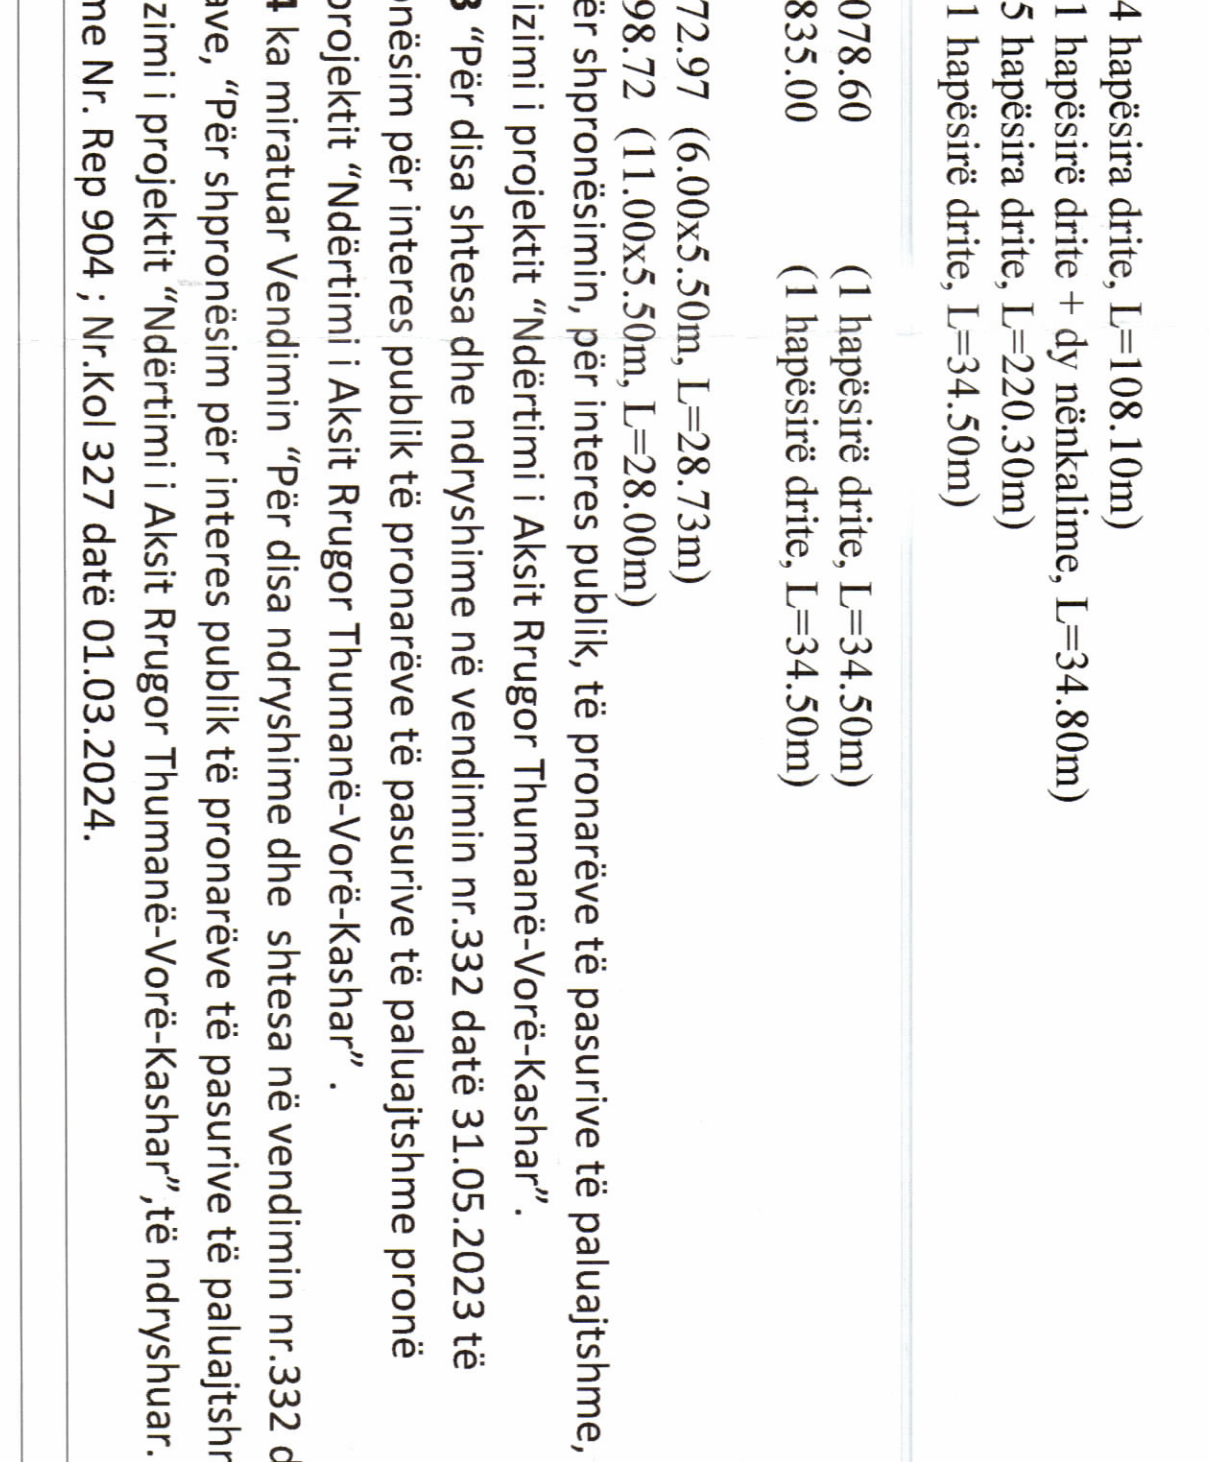 4 hapësira drite, L=108.10m)
1 hapësirë drite + dy nënkalime, L=34.80m)
5 hapësira drite, L=220.30m)
1 hapësirë drite, L=34.50m)
078.60 (1 hapësirë drite, L=34.50m)
835.00 (1 hapësirë drite, L=34.50m)
72.97 (6.00x5.50m, L=28.73m)
98.72 (11.00x5.50m, L=28.00m)
ër shpronësimin, për interes publik, të pronarëve të pasurive të paluajtshme,
izimi i projektit “Ndërtimi i Aksit Rrugor Thumanë-Vorë-Kashar”.
3 “Për disa shtesa dhe ndryshime në vendimin nr.332 datë 31.05.2023 të
onësim për interes publik të pronarëve të pasurive të paluajtshme pronë
projektit “Ndërtimi i Aksit Rrugor Thumanë-Vorë-Kashar” .
4 ka miratuar Vendimin “Për disa ndryshime dhe shtesa në vendimin nr.332 d
ave, “Për shpronësim për interes publik të pronarëve të pasurive të paluajtshm
zimi i projektit “Ndërtimi i Aksit Rrugor Thumanë-Vorë-Kashar”,të ndryshuar.
me Nr. Rep 904 ; Nr.Kol 327 datë 01.03.2024.